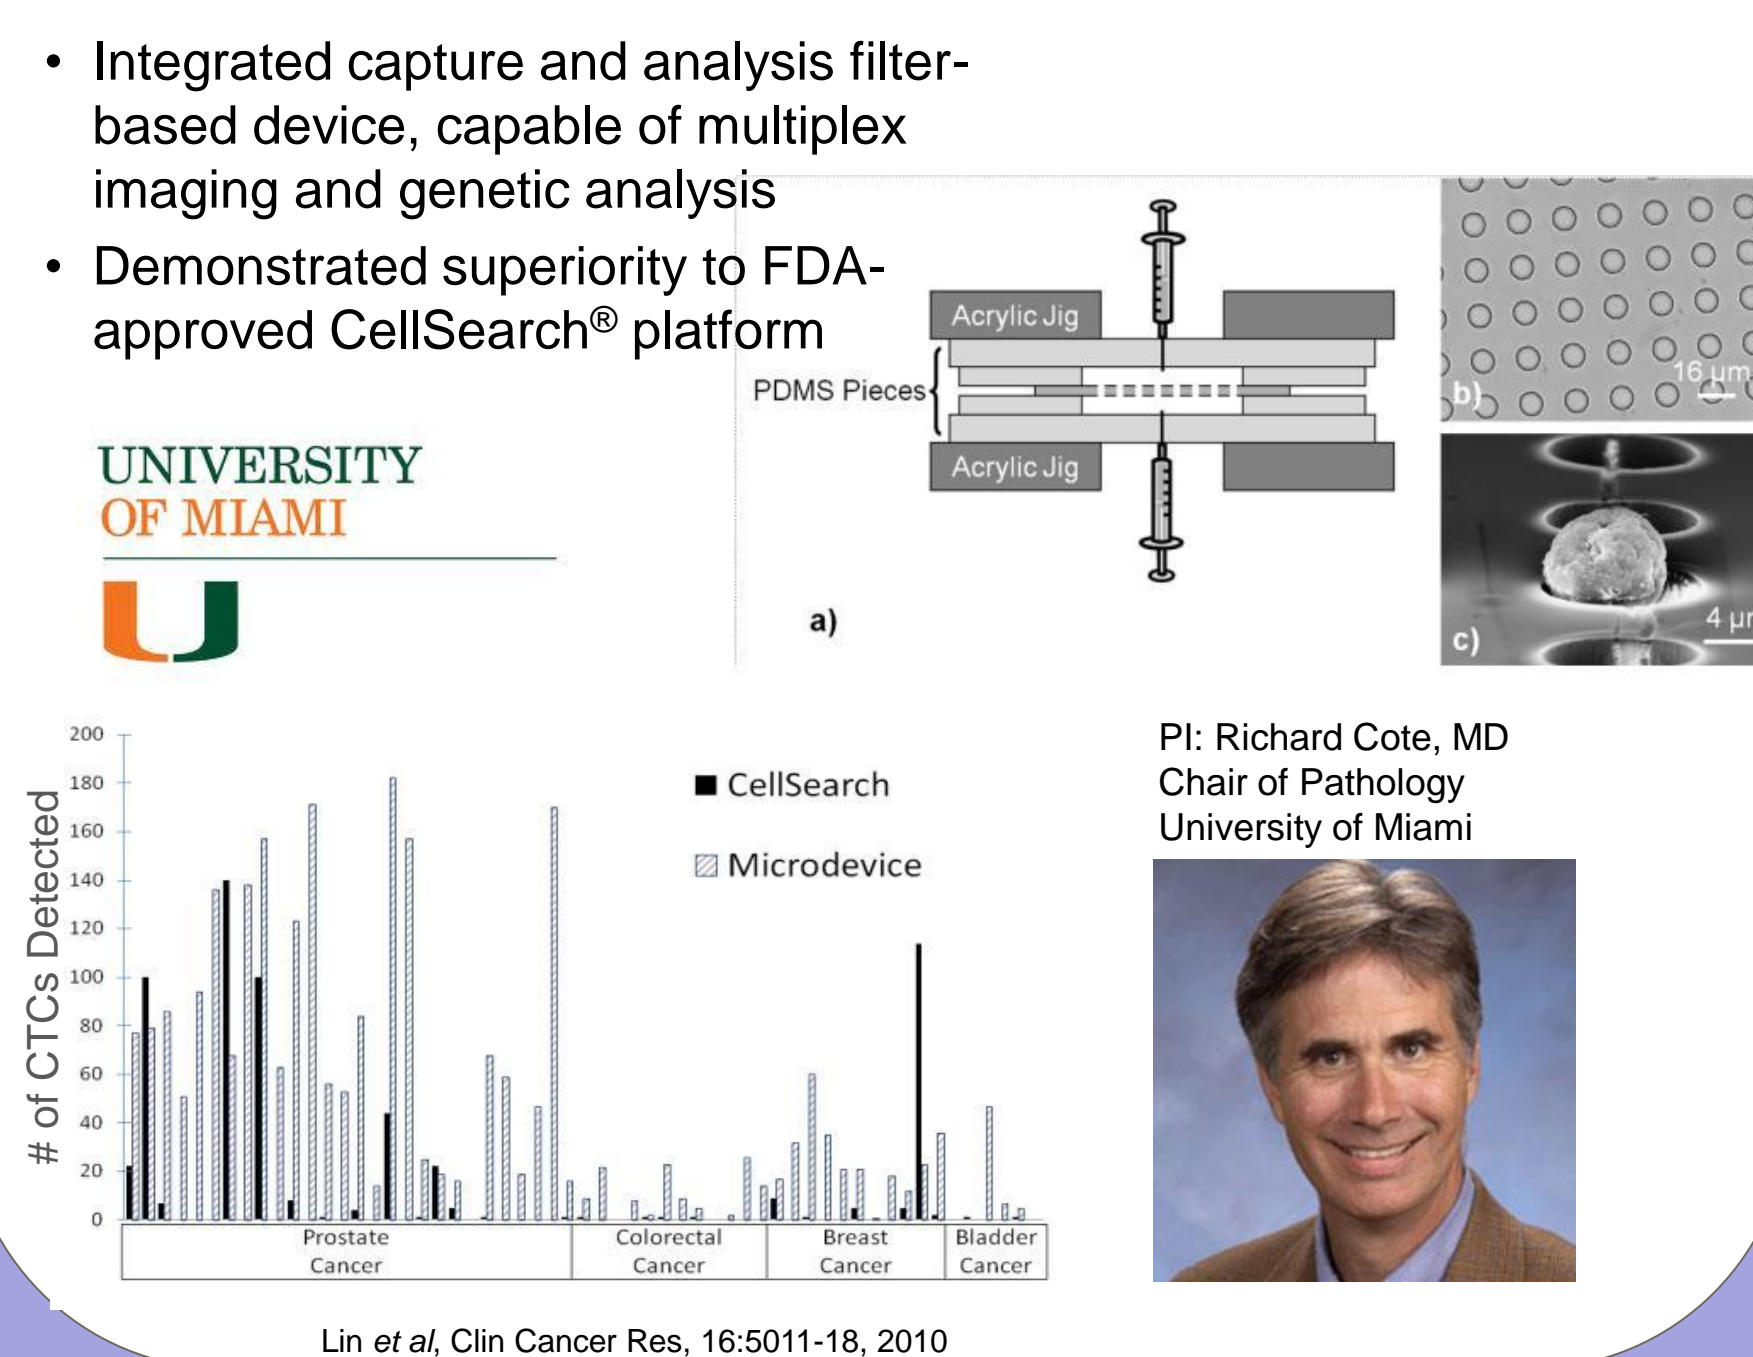 • Integrated capture and analysis filter-
based device, capable of multiplex
imaging and genetic analysis
• Demonstrated superiority to FDA-
approved CellSearch® platform
Acrylic Jig
PDMS Pieces
Acrylic Jig
a)
16 µm
b)
4 µ
c)
UNIVERSITY
OF MIAMI
200
180
160
140
120
100
80
60
40
20
0
# of CTCs Detected
CellSearch
Microdevice
Prostate
Cancer
Colorectal
Cancer
Breast
Cancer
Bladder
Cancer
PI: Richard Cote, MD
Chair of Pathology
University of Miami
Lin et al, Clin Cancer Res, 16:5011-18, 2010